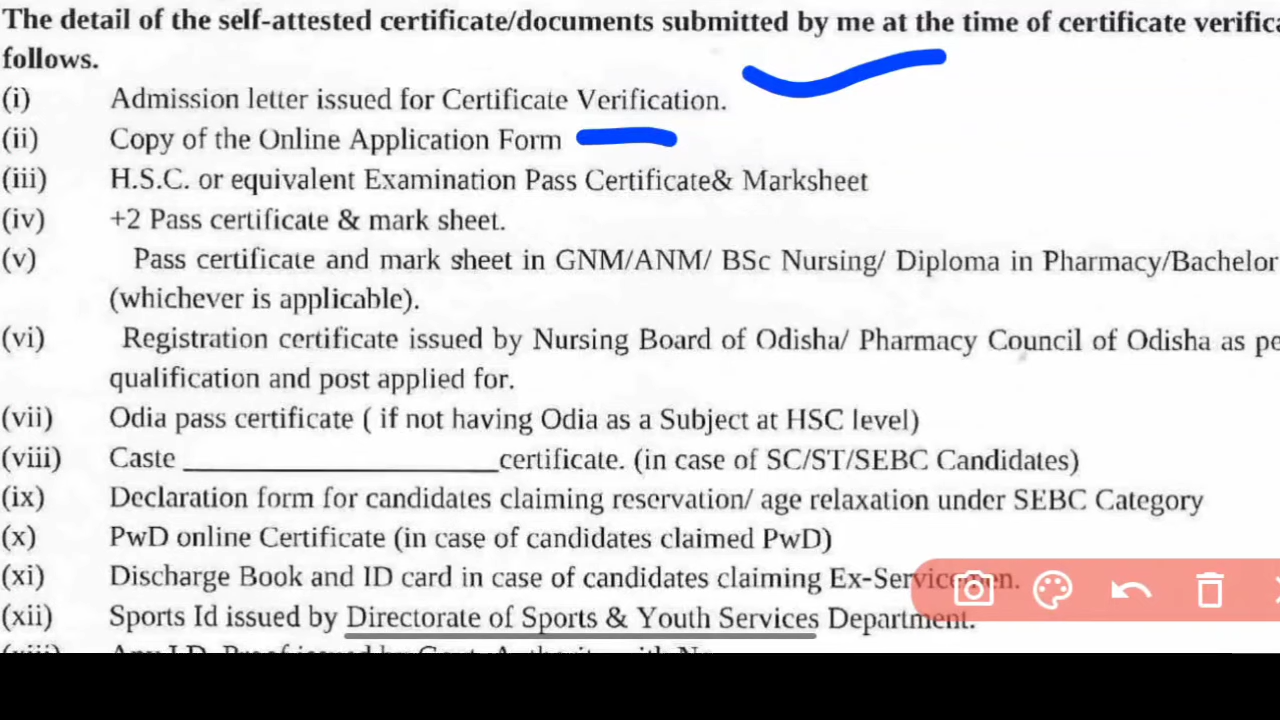 The detail of the self-attested certificate/documents submitted by me at the time of certificate
follows.
(i) Admission letter issued for Certificate Verification.
(ii) Copy of the Online Application Form
(iii) H.S.C. or equivalent Examination Pass Certificate& Marksheet
(iv) +2 Pass certificate & mark sheet.
(v) Pass certificate and mark sheet in GNM/ANM/ BSc Nursing/ Diploma in Pharmacy/Bachelor
(whichever is applicable).
(vi) Registration certificate issued by Nursing Board of Odisha/ Pharmacy Council of Odisha as
qualification and post applied for.
(vii) Odia pass certificate ( if not having Odia as a Subject at HSC level)
(viii) Caste ______________________certificate. (in case of SC/ST/SEBC Candidates)
(ix) Declaration form for candidates claiming reservation/ age relaxation under SEBC Category
(x) PwD online Certificate (in case of candidates claimed PwD)
(xi) Discharge Book and ID card in case of candidates claiming Ex-Service men.
(xii) Sports Id issued by Directorate of Sports & Youth Services Department.